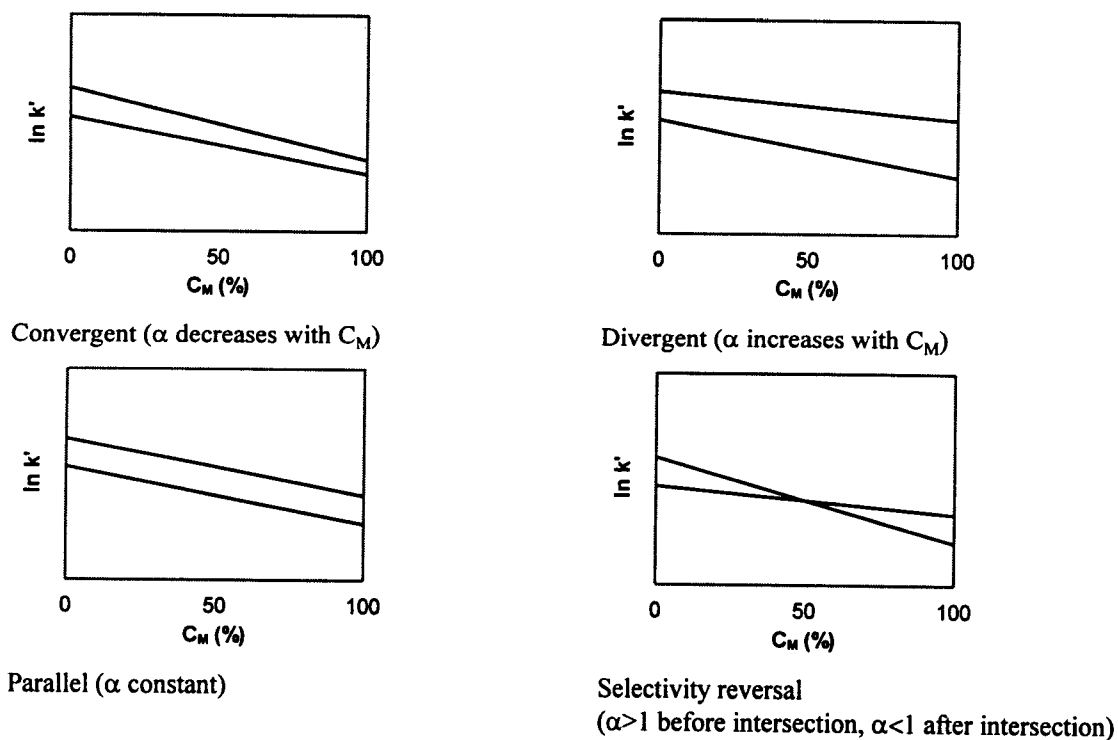 ln k'
0 50 100
C_M (%)
Convergent (α decreases with C_M)
ln k'
0 50 100
C_M (%)
Divergent (α increases with C_M)
ln k'
0 50 100
C_M (%)
Parallel (α constant)
ln k'
0 50 100
C_M (%)
Selectivity reversal
(α>1 before intersection, α<1 after intersection)